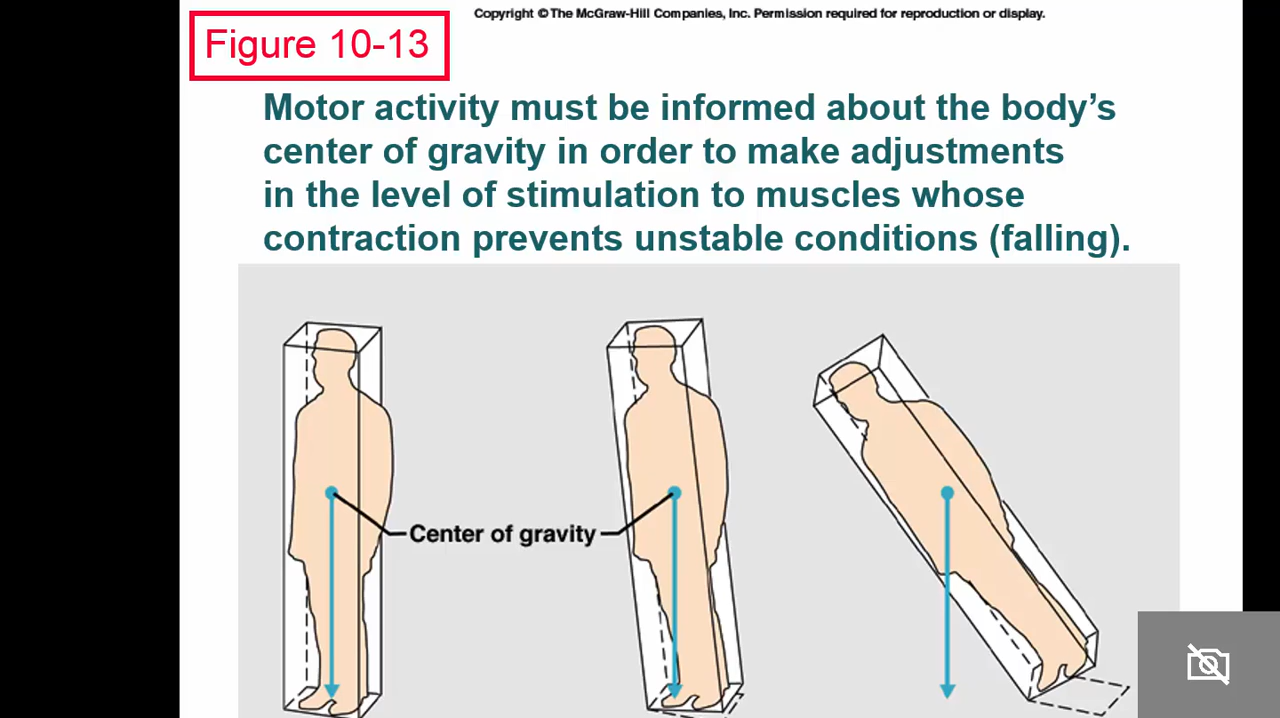 Copyright © The McGraw-Hill Companies, Inc. Permission required for reproduction or display.
Figure 10-13
Motor activity must be informed about the body’s
center of gravity in order to make adjustments
in the level of stimulation to muscles whose
contraction prevents unstable conditions (falling).
Center of gravity